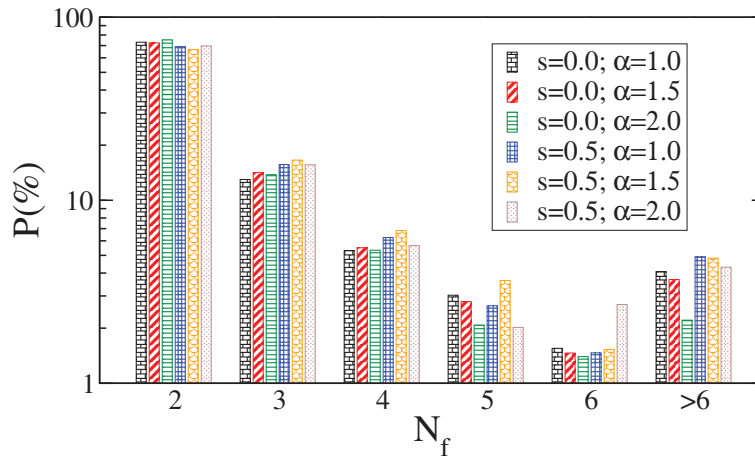 100
10
1
P(%)
s=0.0; α=1.0
s=0.0; α=1.5
s=0.0; α=2.0
s=0.5; α=1.0
s=0.5; α=1.5
s=0.5; α=2.0
2 3 4 5 6 >6
N_f